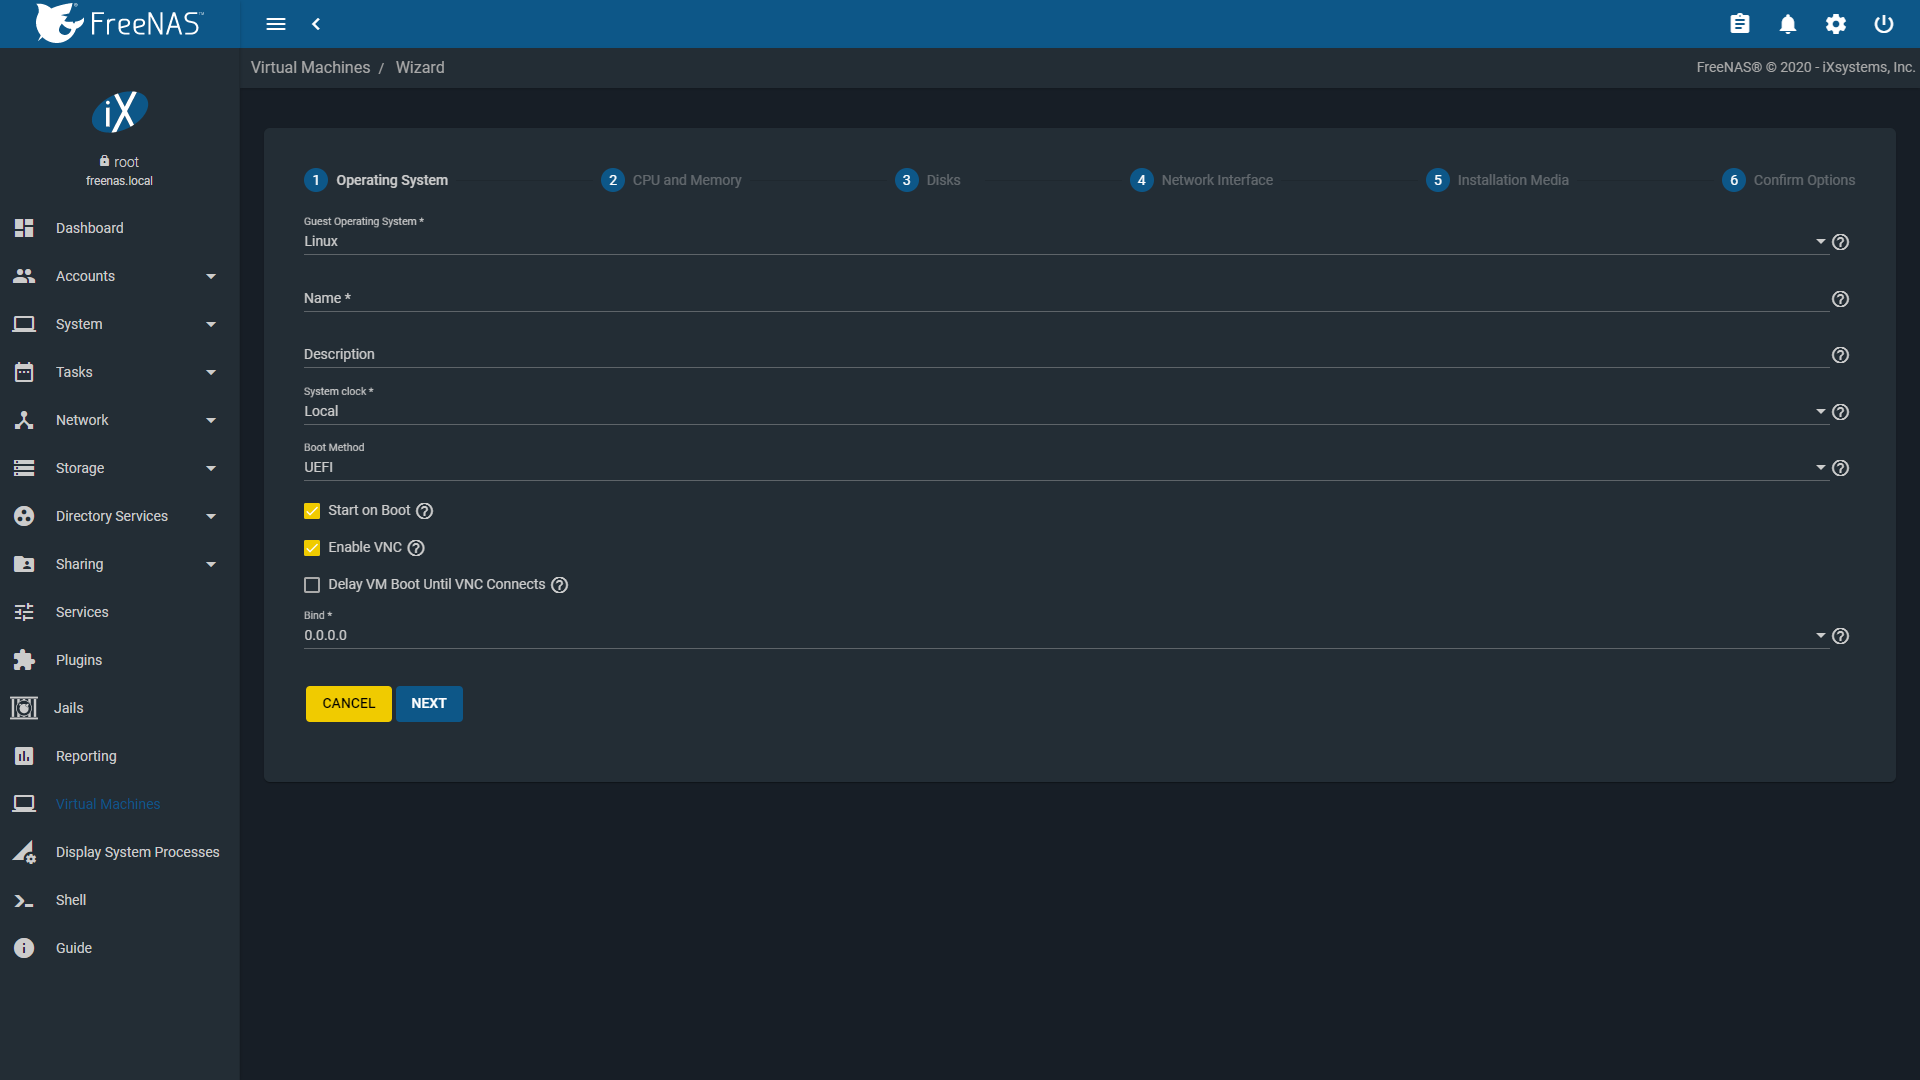 FreeNAS™
Virtual Machines / Wizard
FreeNAS® © 2020 - iXsystems, Inc.
iX
root
freenas.local
Dashboard
Accounts
System
Tasks
Network
Storage
Directory Services
Sharing
Services
Plugins
Jails
Reporting
Virtual Machines
Display System Processes
Shell
Guide
1 Operating System
2 CPU and Memory
3 Disks
4 Network Interface
5 Installation Media
6 Confirm Options
Guest Operating System *
Linux
Name *
Description
System clock *
Local
Boot Method
UEFI
Start on Boot
Enable VNC
Delay VM Boot Until VNC Connects
Bind *
0.0.0.0
CANCEL
NEXT